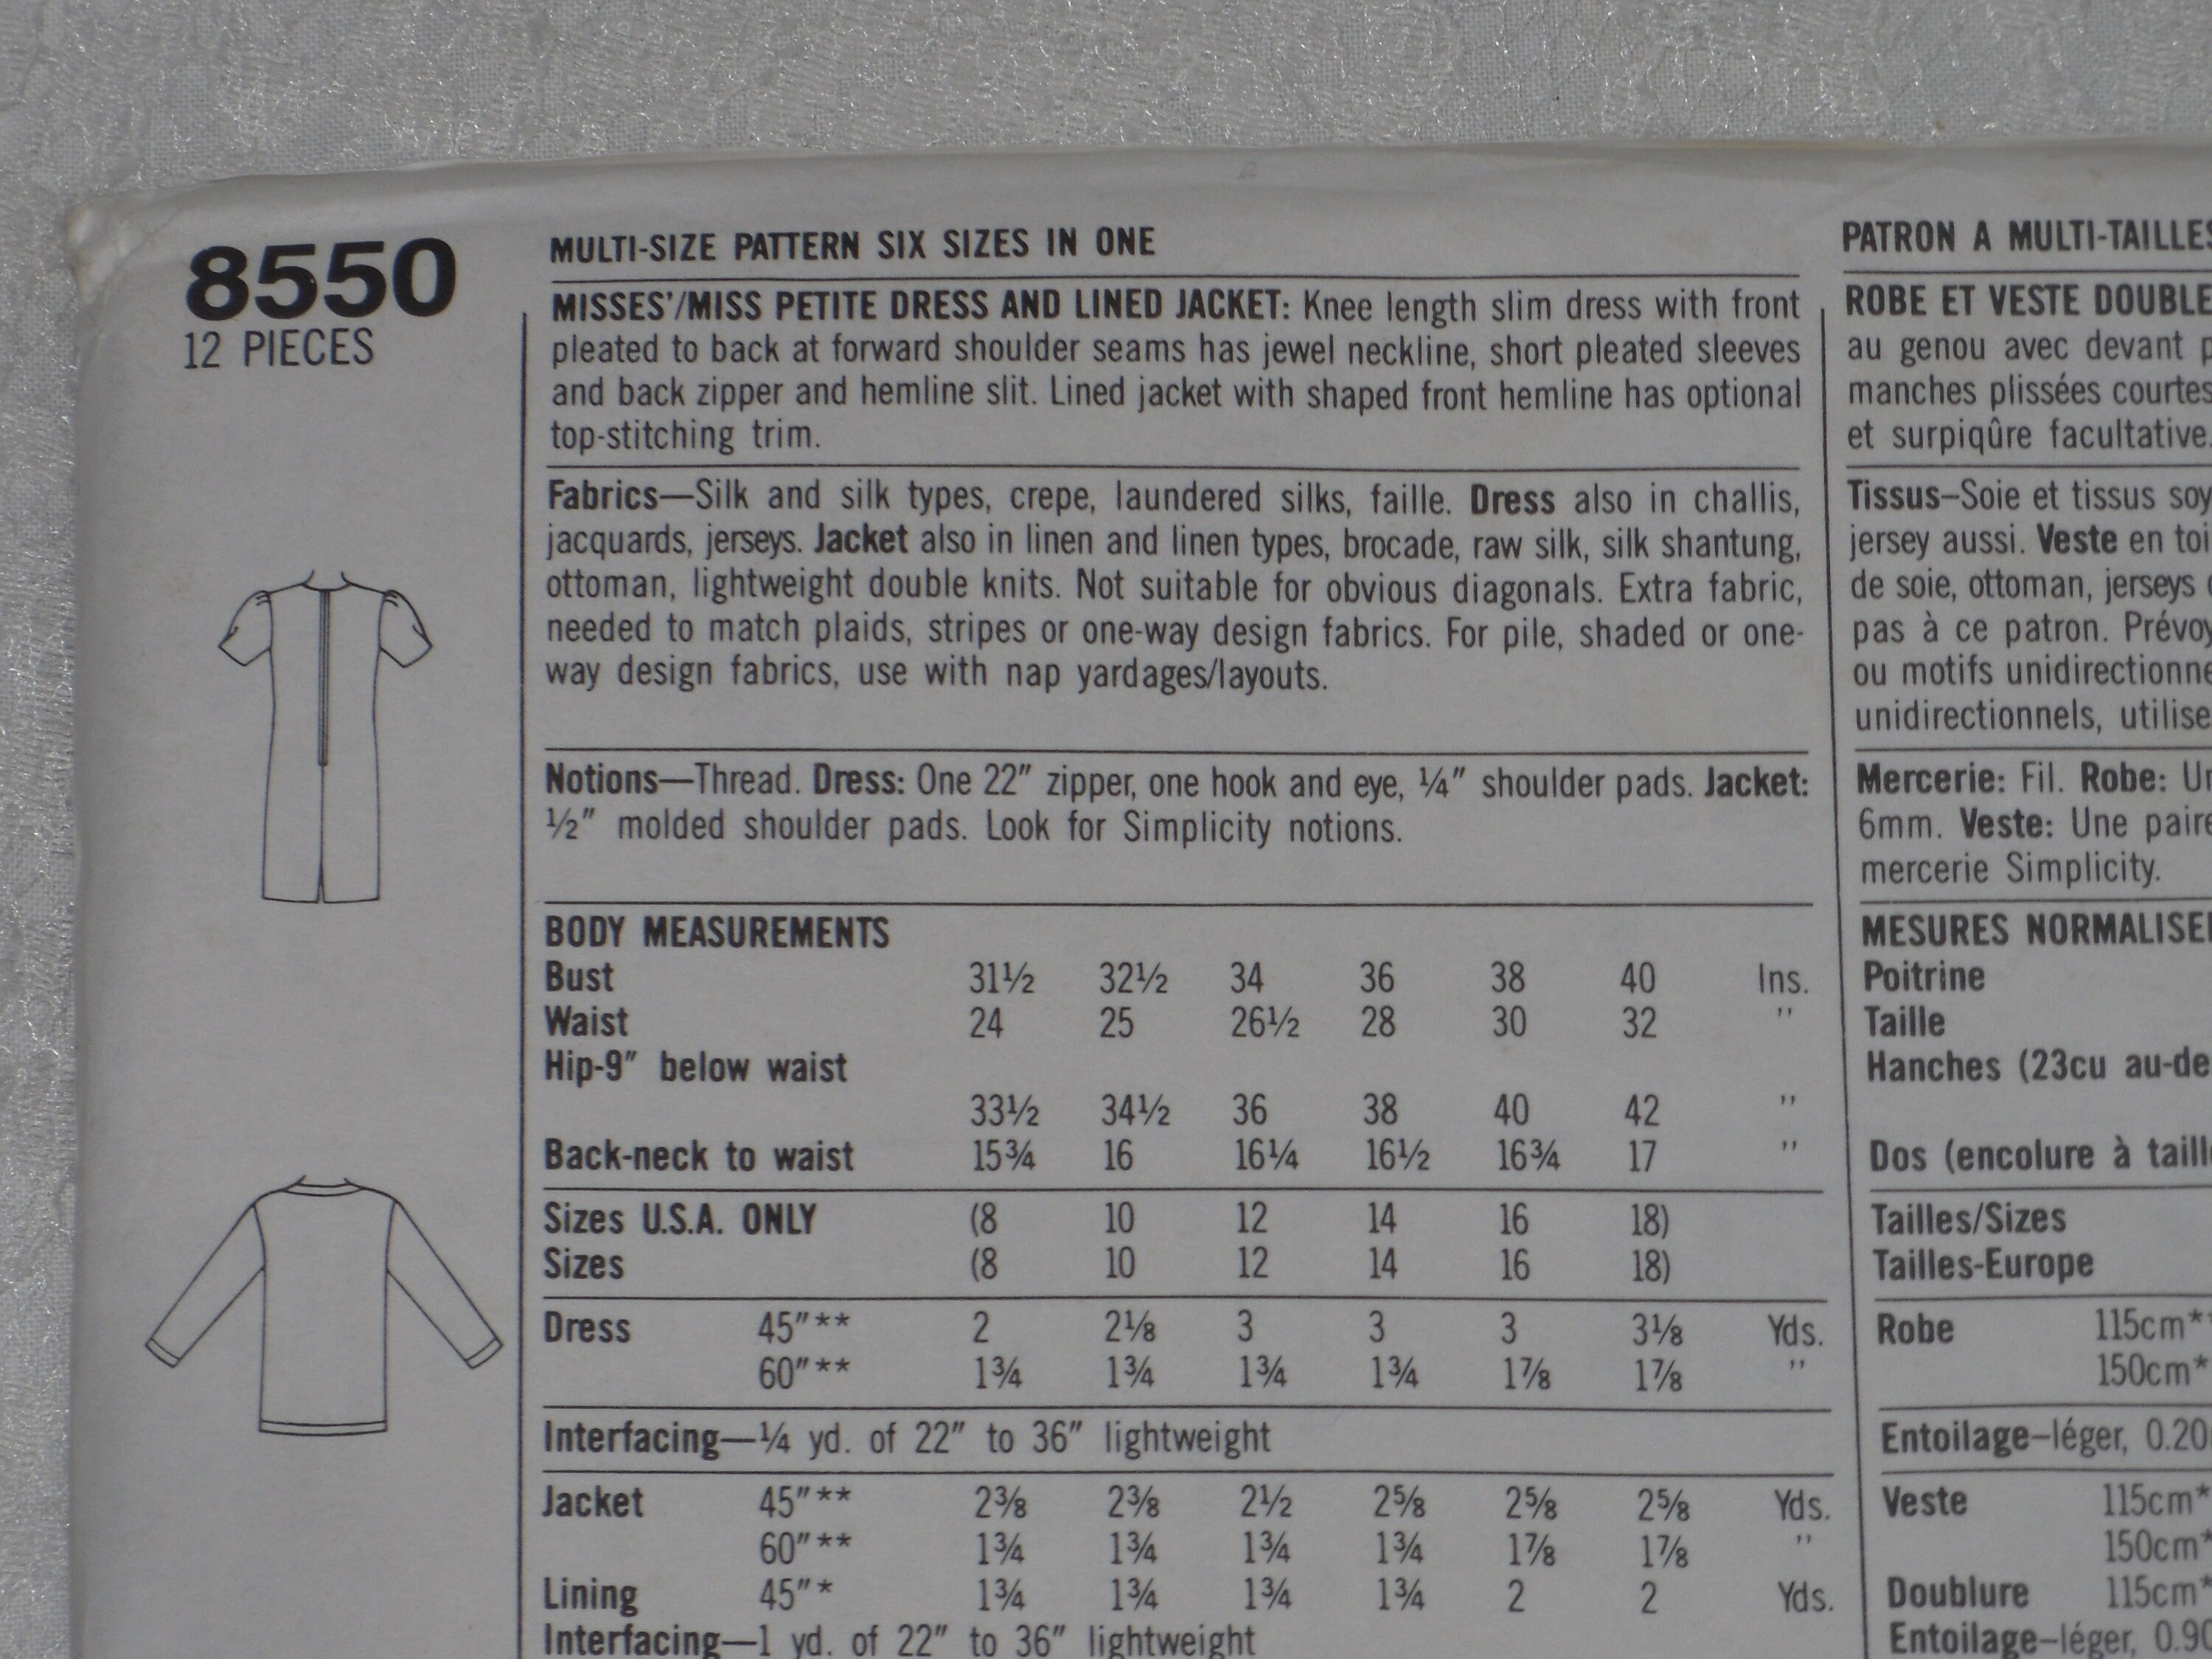 8550
12 PIECES
MULTI-SIZE PATTERN SIX SIZES IN ONE
MISSES'/MISS PETITE DRESS AND LINED JACKET: Knee length slim dress with front
pleated to back at forward shoulder seams has jewel neckline, short pleated sleeves
and back zipper and hemline slit. Lined jacket with shaped front hemline has optional
top-stitching trim.
Fabrics—Silk and silk types, crepe, laundered silks, faille. Dress also in challis,
jacquards, jerseys. Jacket also in linen and linen types, brocade, raw silk, silk shantung,
ottoman, lightweight double knits. Not suitable for obvious diagonals. Extra fabric,
needed to match plaids, stripes or one-way design fabrics. For pile, shaded or one-
way design fabrics, use with nap yardages/layouts.
Notions—Thread. Dress: One 22″ zipper, one hook and eye, ¼″ shoulder pads. Jacket:
½″ molded shoulder pads. Look for Simplicity notions.
BODY MEASUREMENTS
Bust 31½ 32½ 34 36 38 40 Ins.
Waist 24 25 26½ 28 30 32 ″
Hip-9″ below waist
33½ 34½ 36 38 40 42 ″
Back-neck to waist 15¾ 16 16¼ 16½ 16¾ 17 ″
Sizes U.S.A. ONLY (8 10 12 14 16 18)
Sizes (8 10 12 14 16 18)
Dress 45″** 2 2⅛ 3 3 3 3⅛ Yds.
60″** 1¾ 1¾ 1¾ 1¾ 1⅞ 1⅞ ″
Interfacing—¼ yd. of 22″ to 36″ lightweight
Jacket 45″** 2⅜ 2⅜ 2½ 2⅝ 2⅝ 2⅝ Yds.
60″** 1¾ 1¾ 1¾ 1¾ 1⅞ 1⅞ ″
Lining 45″* 1¾ 1¾ 1¾ 1¾ 2 2 Yds.
Interfacing—1 yd. of 22″ to 36″ lightweight
PATRON A MULTI-TAILLES
ROBE ET VESTE DOUBLE
au genou avec devant
manches plissées courtes
et surpiqûre facultative.
Tissus–Soie et tissus
jersey aussi. Veste en
de soie, ottoman, jerseys
pas à ce patron.
ou motifs
unidirectionnels,
Mercerie: Fil. Robe:
6mm. Veste: Une paire
mercerie Simplicity.
MESURES
Poitrine
Taille
Hanches (23cu
Dos (encolure à
Tailles/Sizes
Tailles-Europe
Robe 115cm*
150cm*
Entoilage–léger, 0.20
Veste 115cm*
150cm*
Doublure 115cm*
Entoilage–léger, 0.90